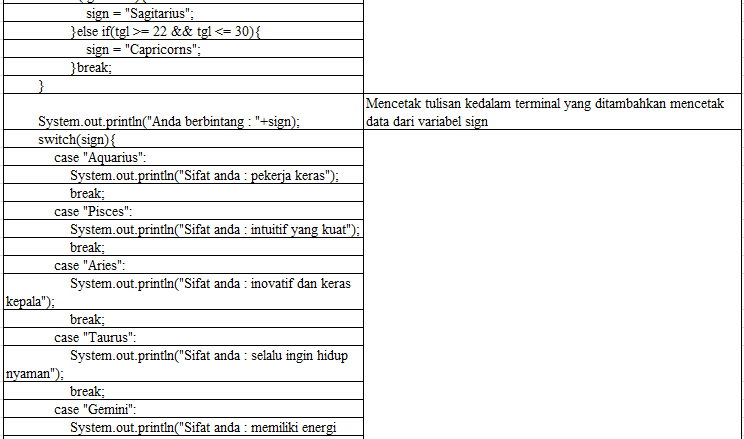 sign = "Sagitarius";
}else if(tgl >= 22 && tgl <= 30){
sign = "Capricorns";
}break;
}
System.out.println("Anda berbintang : "+sign);
Mencetak tulisan kedalam terminal yang ditambahkan mencetak
data dari variabel sign
switch(sign){
case "Aquarius":
System.out.println("Sifat anda : pekerja keras");
break;
case "Pisces":
System.out.println("Sifat anda : intuitif yang kuat");
break;
case "Aries":
System.out.println("Sifat anda : inovatif dan keras
kepala");
break;
case "Taurus":
System.out.println("Sifat anda : selalu ingin hidup
nyaman");
break;
case "Gemini":
System.out.println("Sifat anda : memiliki energi